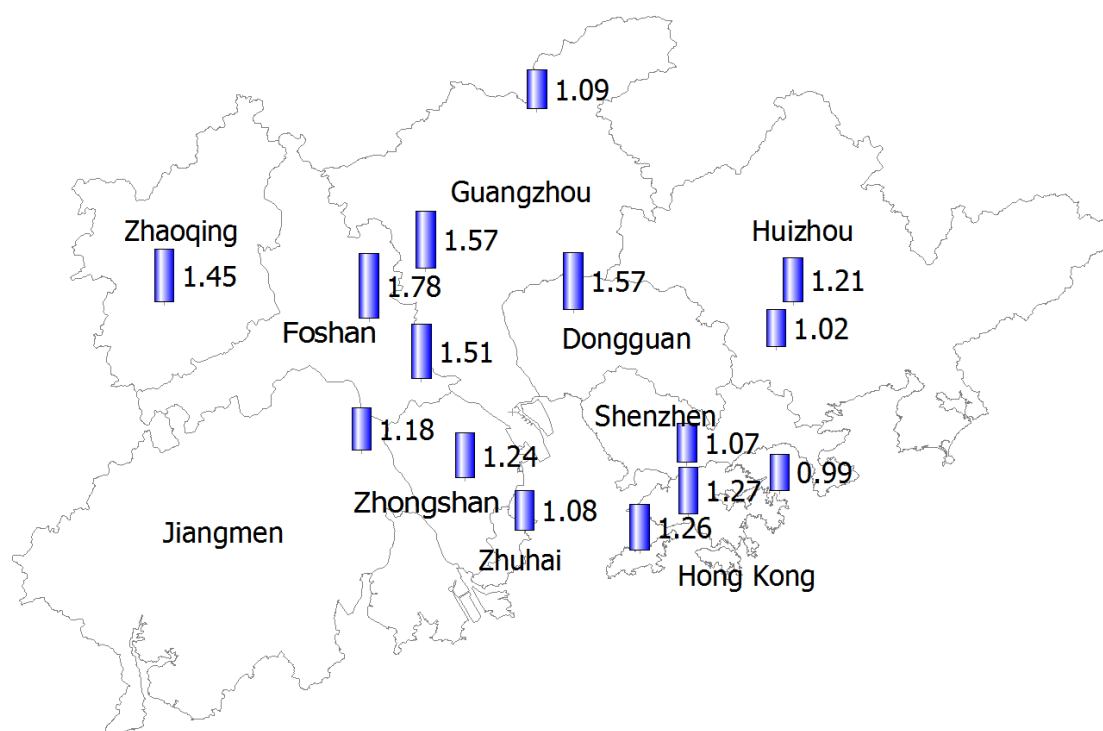 1.09
Guangzhou
Zhaoqing
Huizhou
1.57
1.45
1.78
1.57
1.21
Foshan
1.02
Dongguan
1.51
Shenzhen
1.18
1.07
1.24
0.99
1.27
Zhongshan
1.08
1.26
Jiangmen
Zhuhai
Hong Kong